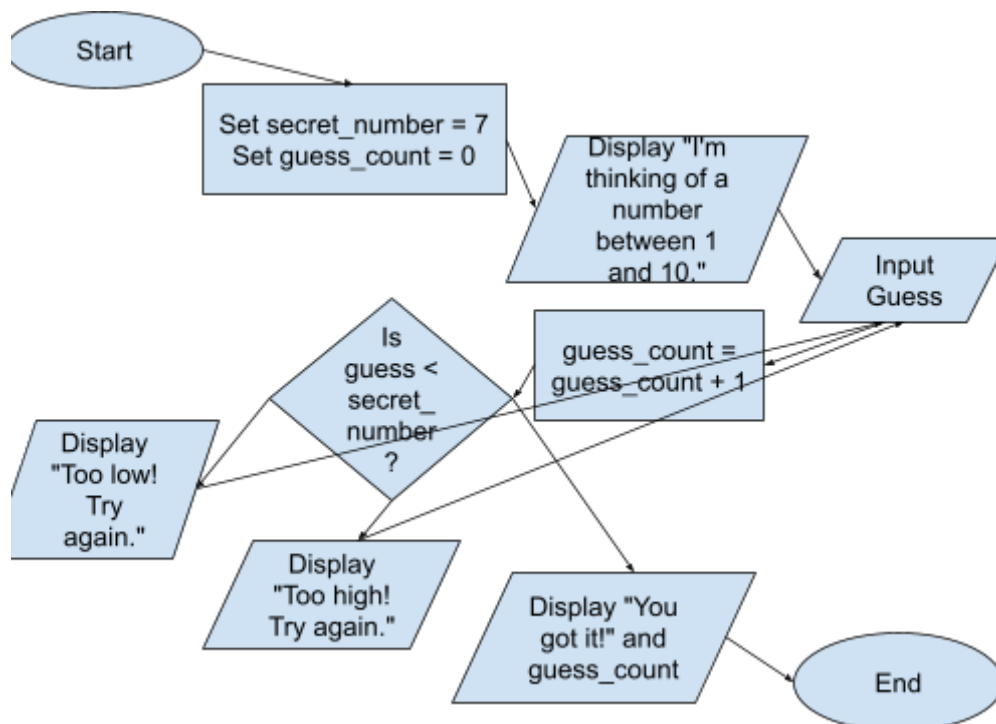 Start
Set secret_number = 7
Set guess_count = 0
Display "I'm
thinking of a
number
between 1
and 10."
Input
Guess
guess_count =
guess_count + 1
Is
guess <
secret_
number
?
Display
"Too low!
Try
again."
Display
"Too high!
Try again."
Display "You
got it!" and
guess_count
End